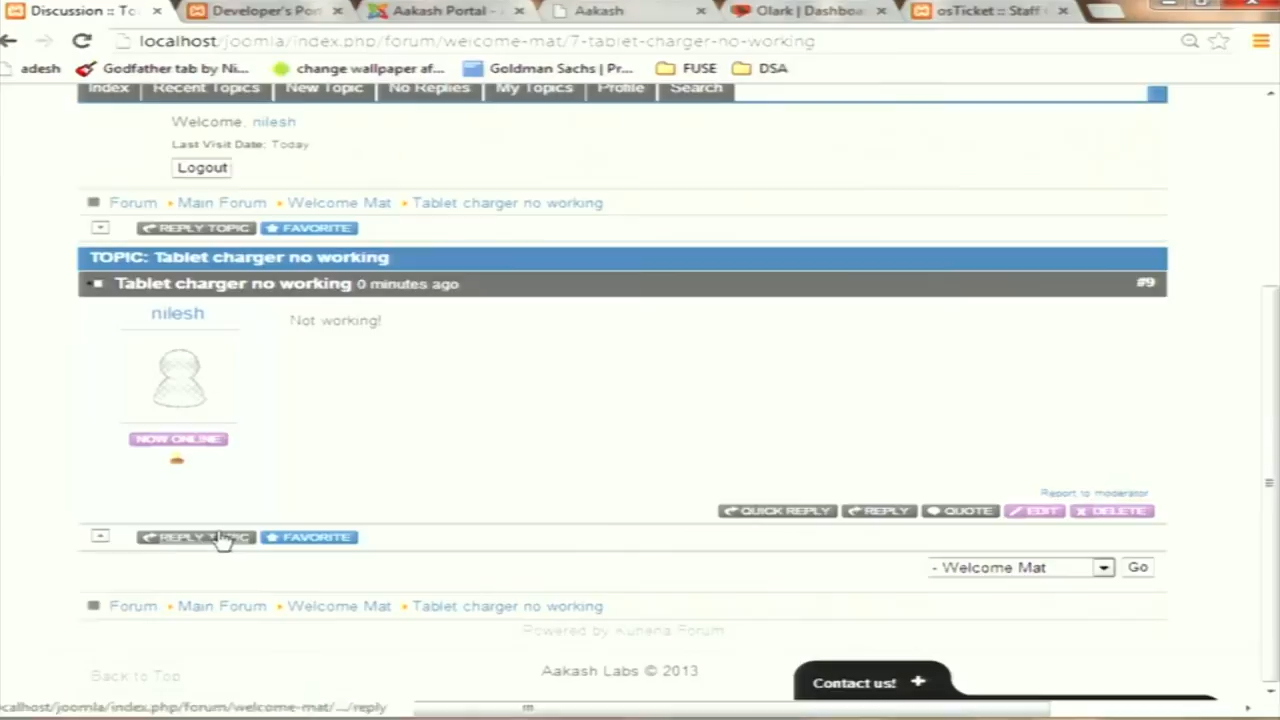 Discussion :: To × Developer's Por × Aakash Portal - × Aakash × Olark | Dashboa × osTicket :: Staff ×
localhost/joomla/index.php/forum/welcome-mat/7-tablet-charger-no-working
adesh Godfather tab by Ni... change wallpaper af... Goldman Sachs | Pr... FUSE DSA
Index Recent Topics New Topic No Replies My Topics Profile Search
Welcome, nilesh
Last Visit Date: Today
Logout
Forum Main Forum Welcome Mat Tablet charger no working
REPLY TOPIC FAVORITE
TOPIC: Tablet charger no working
Tablet charger no working 0 minutes ago #9
nilesh
Not working!
NOW ONLINE
Report to moderator
QUICK REPLY REPLY QUOTE EDIT DELETE
REPLY TOPIC FAVORITE
- Welcome Mat Go
Forum Main Forum Welcome Mat Tablet charger no working
Powered by Kunena Forum
Back to Top
Aakash Labs © 2013
Contact us! +
calhost/joomla/index.php/forum/welcome-mat/.../reply